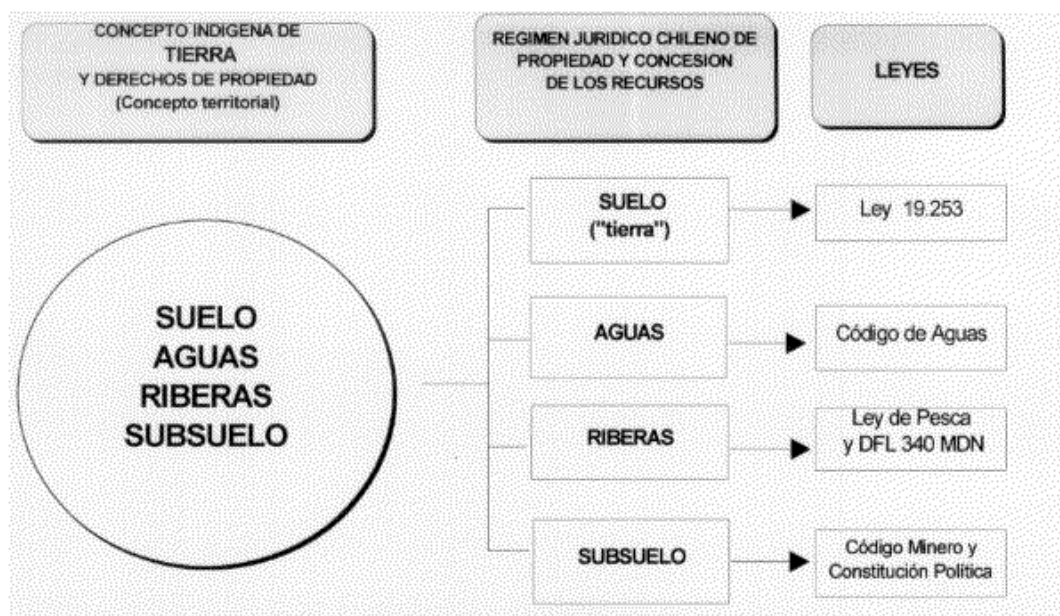 CONCEPTO INDIGENA DE
TIERRA
Y DERECHOS DE PROPIEDAD
(Concepto territorial)
REGIMEN JURIDICO CHILENO DE
PROPIEDAD Y CONCESION
DE LOS RECURSOS
LEYES
SUELO
AGUAS
RIBERAS
SUBSUELO
SUELO
("tierra")
Ley 19.253
AGUAS
Código de Aguas
RIBERAS
Ley de Pesca
y DFL 340 MDN
SUBSUELO
Código Minero y
Constitución Política